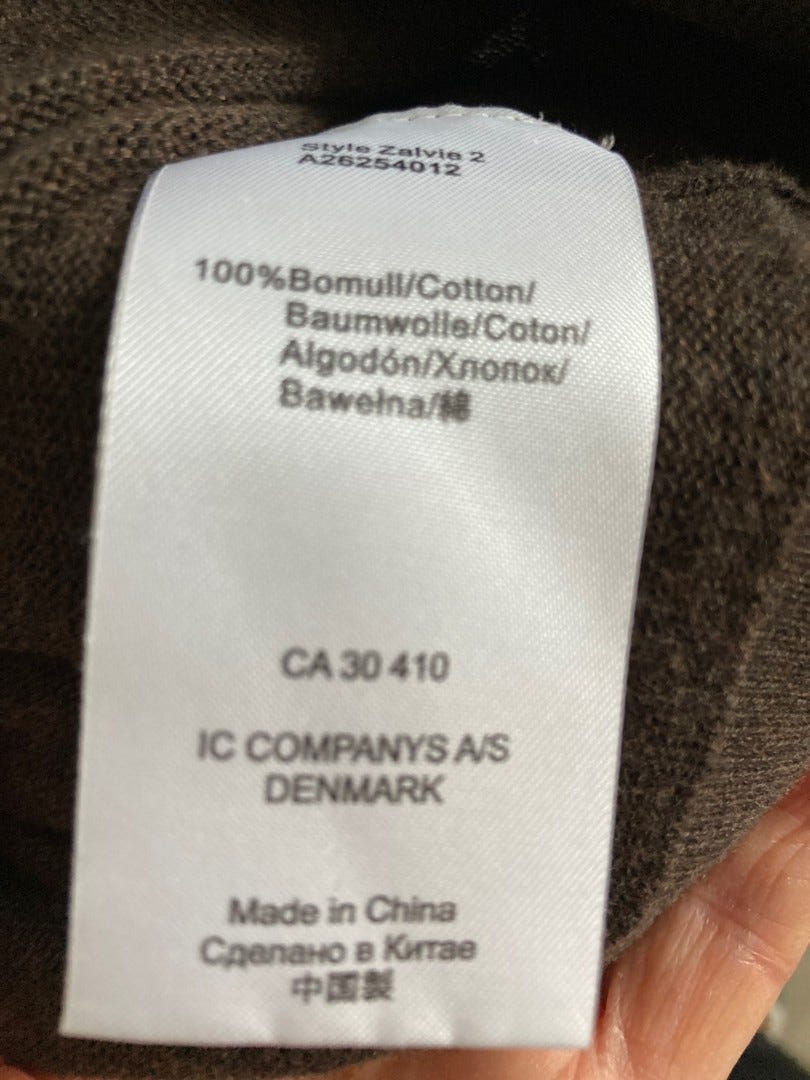 Style Zalvie 2
A26254012
100%Bomull/Cotton/
Baumwolle/Coton/
Algodón/Хлопок/
Bawełna/綿
CA 30 410
IC COMPANYS A/S
DENMARK
Made in China
Сделано в Китае
中国製